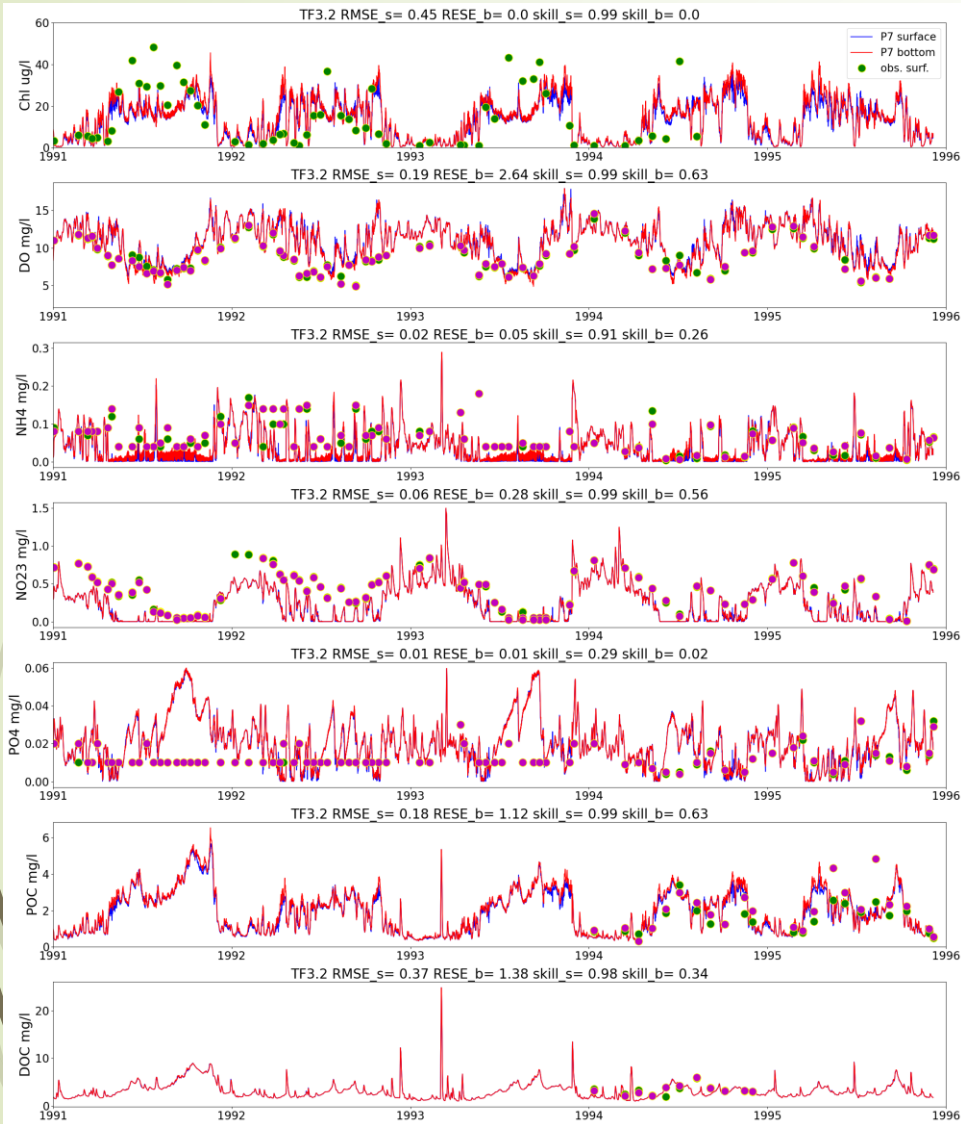 TF3.2 RMSE_s= 0.45 RESE_b= 0.0 skill_s= 0.99 skill_b= 0.0
60
40
20
0
Chl ug/l
P7 surface
P7 bottom
obs. surf.
1991 1992 1993 1994 1995 1996
TF3.2 RMSE_s= 0.19 RESE_b= 2.64 skill_s= 0.99 skill_b= 0.63
15
10
5
DO mg/l
1991 1992 1993 1994 1995 1996
TF3.2 RMSE_s= 0.02 RESE_b= 0.05 skill_s= 0.91 skill_b= 0.26
0.3
0.2
0.1
0.0
NH4 mg/l
1991 1992 1993 1994 1995 1996
TF3.2 RMSE_s= 0.06 RESE_b= 0.28 skill_s= 0.99 skill_b= 0.56
1.5
1.0
0.5
0.0
NO23 mg/l
1991 1992 1993 1994 1995 1996
TF3.2 RMSE_s= 0.01 RESE_b= 0.01 skill_s= 0.29 skill_b= 0.02
0.06
0.04
0.02
0.00
PO4 mg/l
1991 1992 1993 1994 1995 1996
TF3.2 RMSE_s= 0.18 RESE_b= 1.12 skill_s= 0.99 skill_b= 0.63
6
4
2
0
POC mg/l
1991 1992 1993 1994 1995 1996
TF3.2 RMSE_s= 0.37 RESE_b= 1.38 skill_s= 0.98 skill_b= 0.34
20
10
0
DOC mg/l
1991 1992 1993 1994 1995 1996